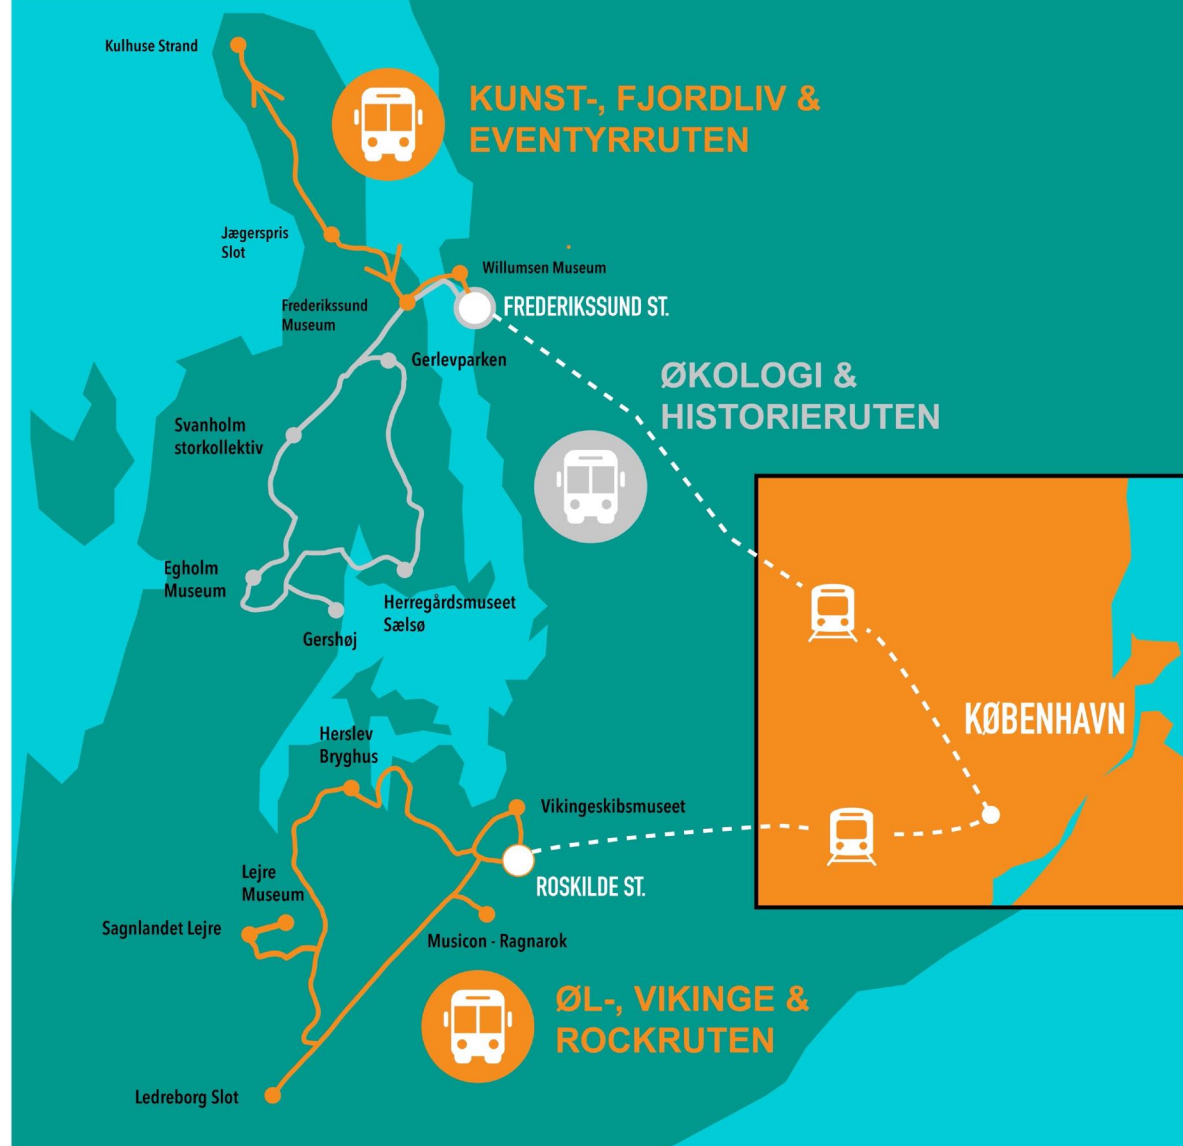 Kulhuse Strand
KUNST-, FJORDLIV &
EVENTYRRUTEN
Jægerspris
Slot
Willumsen Museum
Frederikssund
Museum
FREDERIKSSUND ST.
Gerlevparken
ØKOLOGI &
HISTORIERUTEN
Svanholm
storkollektiv
Egholm
Museum
Herregårdsmuseet
Sælsø
Gershøj
KØBENHAVN
Herslev
Bryghus
Vikingeskibsmuseet
Lejre
Museum
ROSKILDE ST.
Sagnlandet Lejre
Musicon - Ragnarok
ØL-, VIKINGE &
ROCKRUTEN
Ledreborg Slot